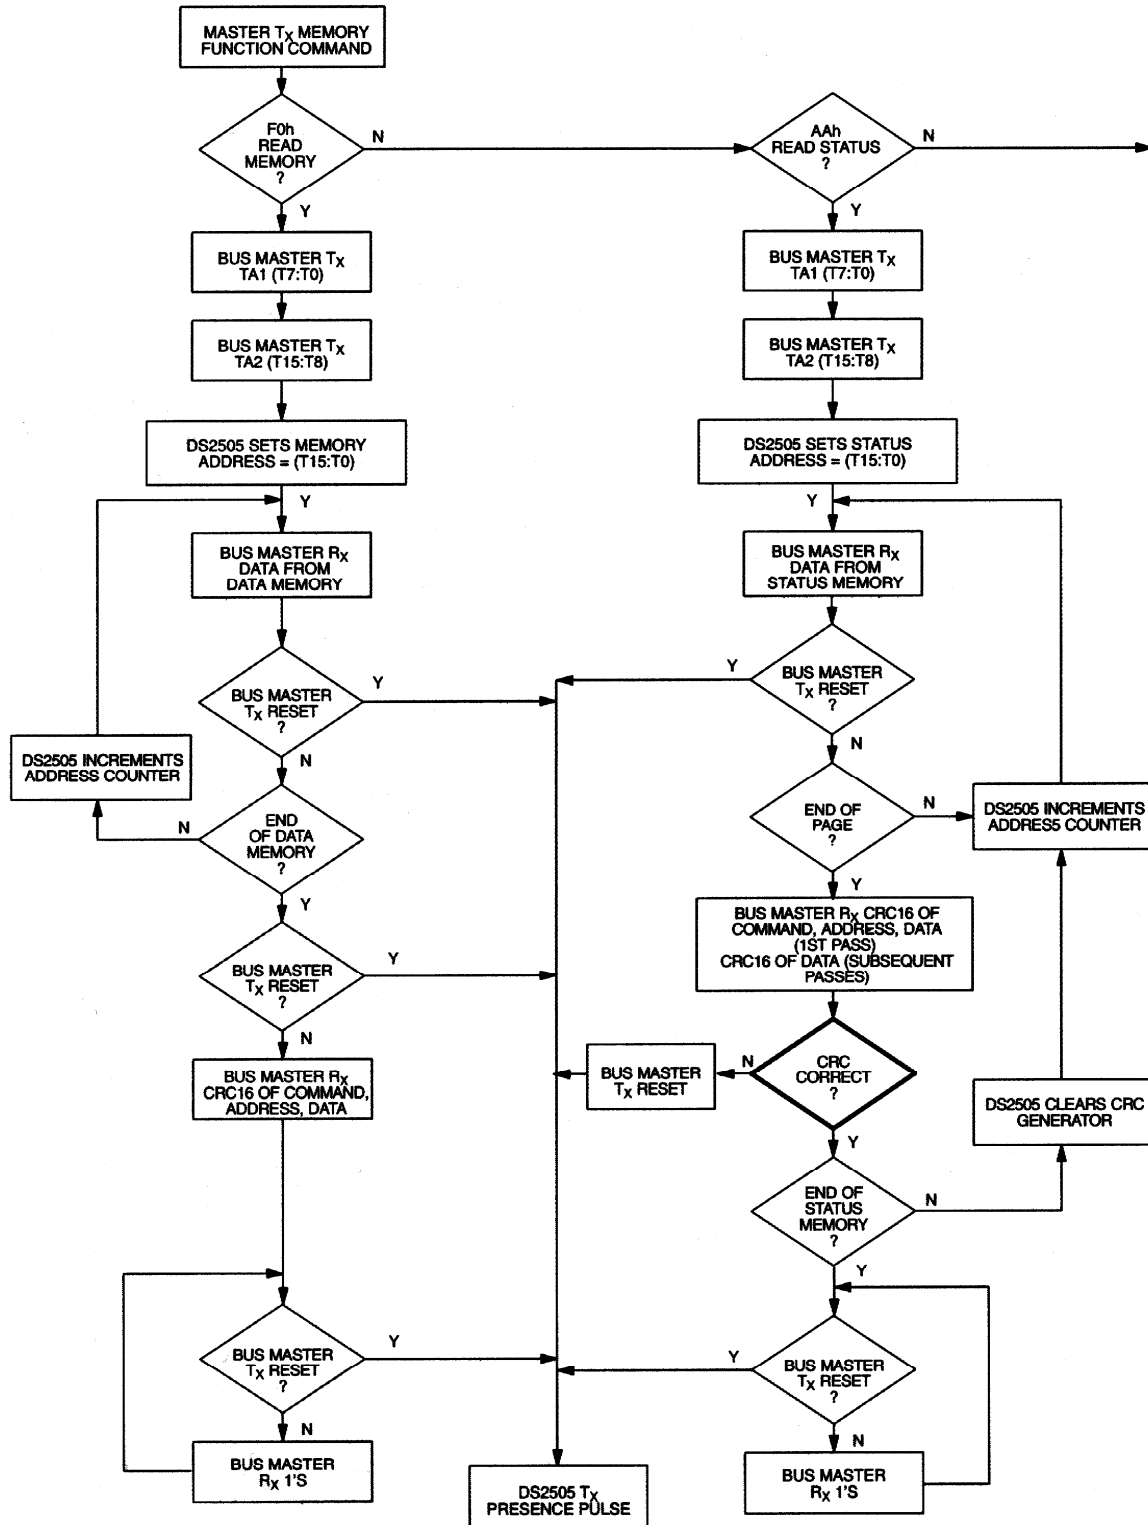 MASTER TX MEMORY
FUNCTION COMMAND
F0h
READ
MEMORY
?
N
Y
AAh
READ STATUS
?
N
Y
BUS MASTER TX
TA1 (T7:T0)
BUS MASTER TX
TA2 (T15:T8)
DS2505 SETS MEMORY
ADDRESS = (T15:T0)
Y
BUS MASTER RX
DATA FROM
DATA MEMORY
BUS MASTER
TX RESET
?
Y
N
DS2505 INCREMENTS
ADDRESS COUNTER
END
OF DATA
MEMORY
?
N
Y
BUS MASTER
TX RESET
?
Y
N
BUS MASTER RX
CRC16 OF COMMAND,
ADDRESS, DATA
BUS MASTER
TX RESET
?
Y
N
BUS MASTER
RX 1'S
BUS MASTER TX
TA1 (T7:T0)
BUS MASTER TX
TA2 (T15:T8)
DS2505 SETS STATUS
ADDRESS = (T15:T0)
Y
BUS MASTER RX
DATA FROM
STATUS MEMORY
BUS MASTER
TX RESET
?
Y
N
END OF
PAGE
?
N
Y
DS2505 INCREMENTS
ADDRES5 COUNTER
BUS MASTER RX CRC16 OF
COMMAND, ADDRESS, DATA
(1ST PASS)
CRC16 OF DATA (SUBSEQUENT
PASSES)
CRC
CORRECT
?
N
Y
BUS MASTER
TX RESET
DS2505 CLEARS CRC
GENERATOR
END OF
STATUS
MEMORY
?
N
Y
BUS MASTER
TX RESET
?
Y
N
BUS MASTER
RX 1'S
DS2505 TX
PRESENCE PULSE